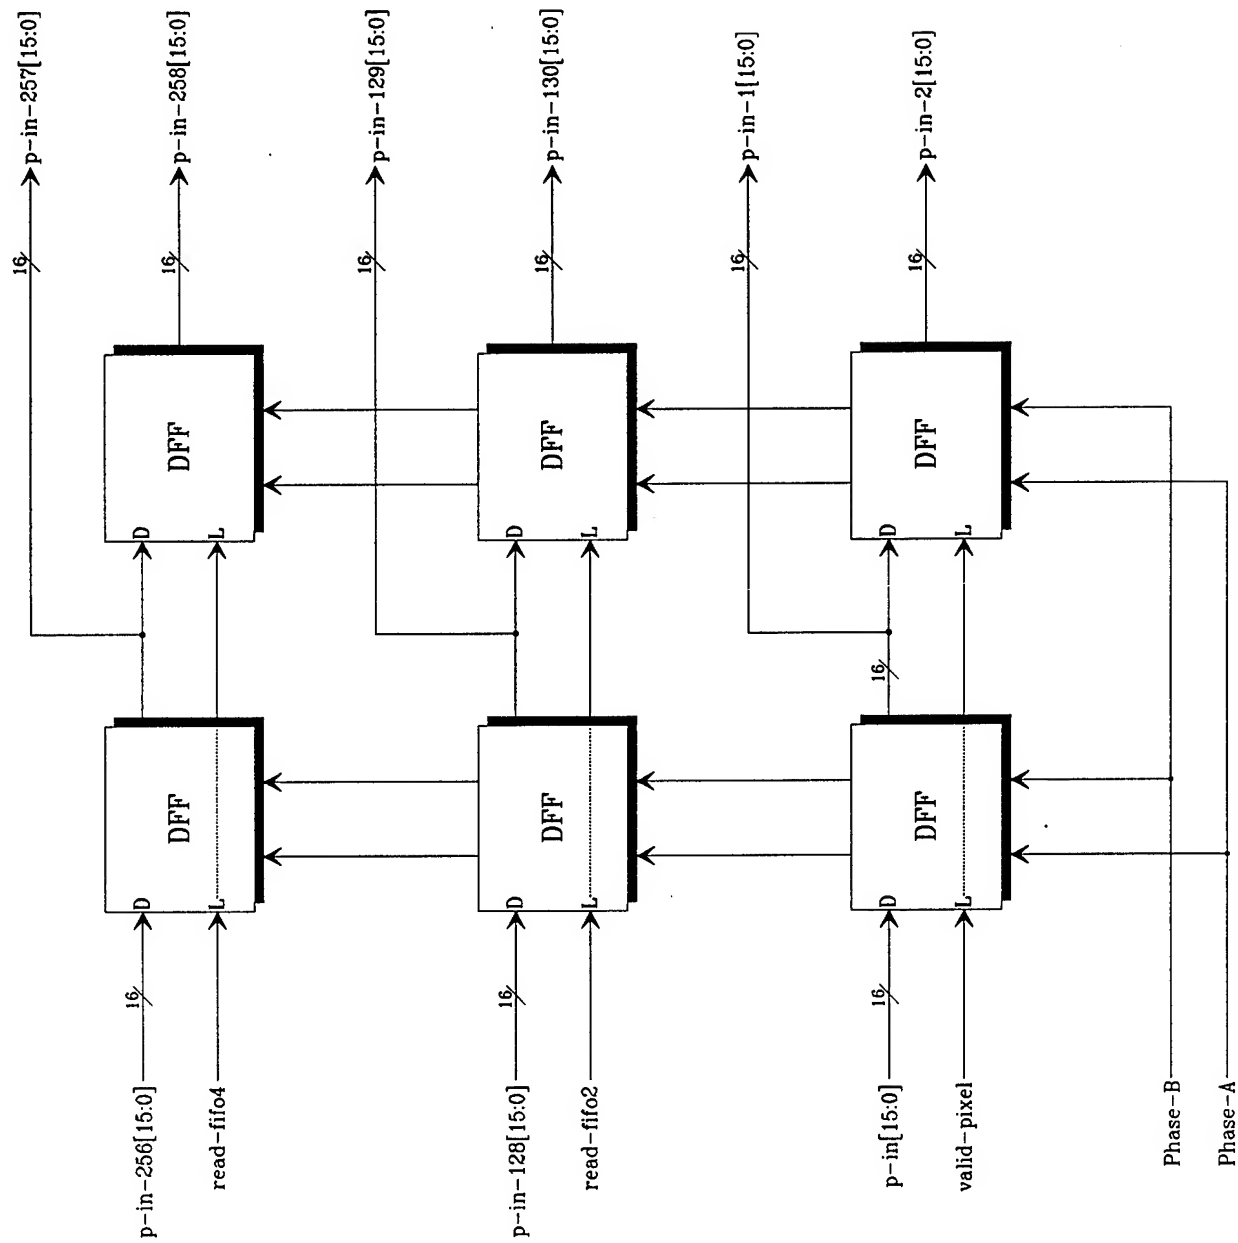 p-in-257[15:0]
p-in-258[15:0]
p-in-129[15:0]
p-in-130[15:0]
p-in-1[15:0]
p-in-2[15:0]
16
16
16
16
16
16
DFF
DFF
DFF
D
L
D
L
D
L
16
DFF
DFF
DFF
D
L
D
L
D
L
16
16
16
p-in-256[15:0]
read-fifo4
p-in-128[15:0]
read-fifo2
p-in[15:0]
valid-pixel
Phase-B
Phase-A